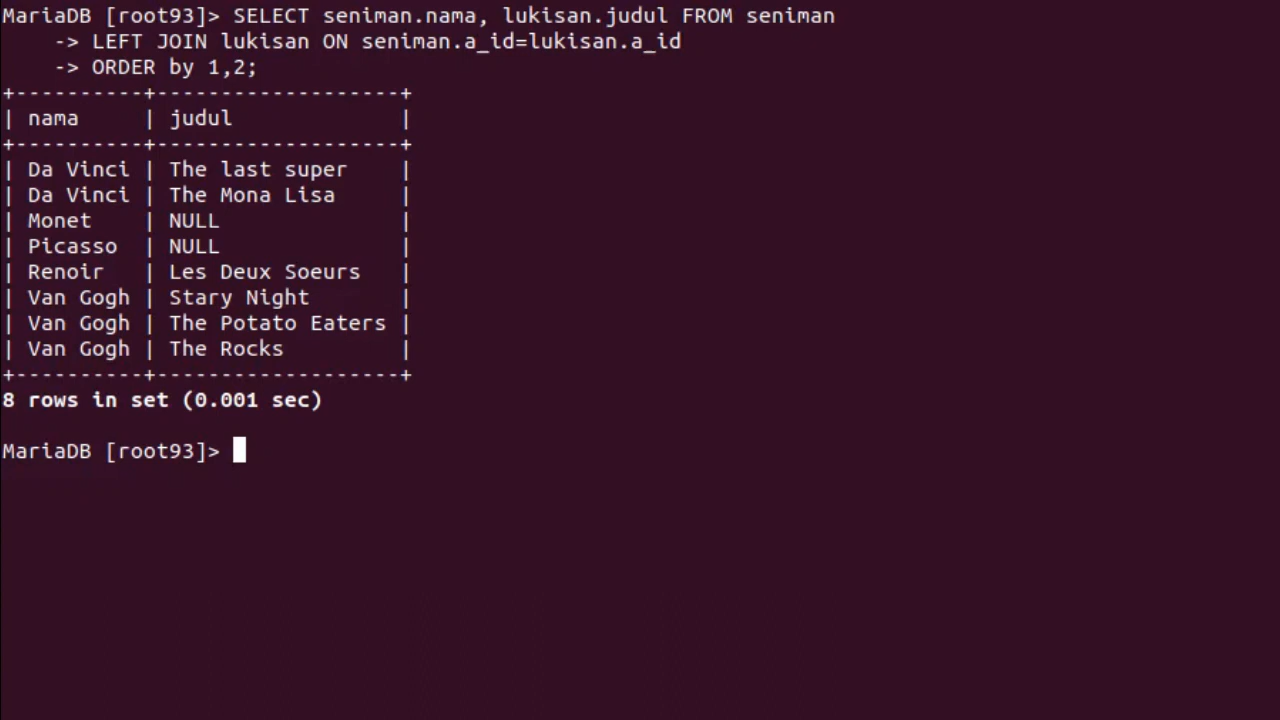 MariaDB [root93]> SELECT seniman.nama, lukisan.judul FROM seniman
    -> LEFT JOIN lukisan ON seniman.a_id=lukisan.a_id
    -> ORDER by 1,2;
+----------+-------------------+
| nama     | judul             |
+----------+-------------------+
| Da Vinci | The last super    |
| Da Vinci | The Mona Lisa     |
| Monet    | NULL              |
| Picasso  | NULL              |
| Renoir   | Les Deux Soeurs   |
| Van Gogh | Stary Night       |
| Van Gogh | The Potato Eaters |
| Van Gogh | The Rocks         |
+----------+-------------------+
8 rows in set (0.001 sec)
MariaDB [root93]>